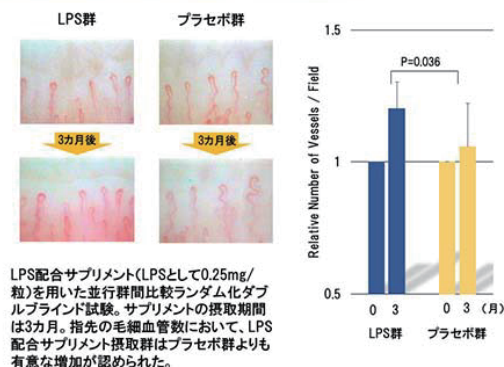 LPS群
プラセボ群
3カ月後
3カ月後
LPS配合サプリメント(LPSとして0.25mg/
粒)を用いた並行群間比較ランダム化ダブ
ルブラインド試験。サプリメントの摂取期間
は3カ月。指先の毛細血管数において、LPS
配合サプリメント摂取群はプラセボ群よりも
有意な増加が認められた。
Relative Number of Vessels / Field
1.5
P=0.036
1
0.5
0 3 0 3 (月)
LPS群 プラセボ群